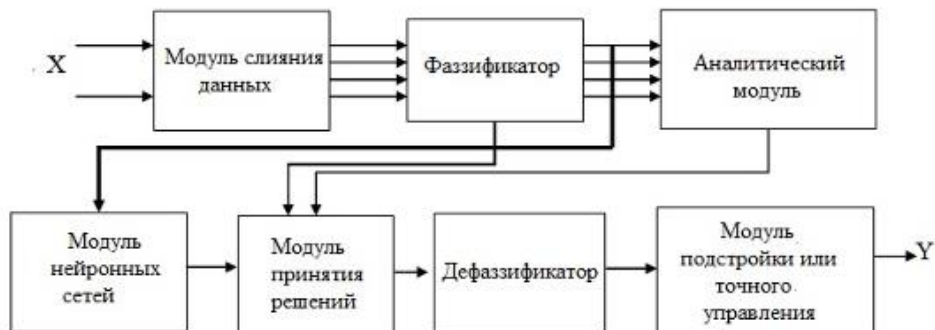 X
Модуль слияния
данных
Фаззификатор
Аналитический
модуль
Модуль
нейронных
сетей
Модуль
принятия
решений
Дефаззификатор
Модуль
подстройки или
точного
управления
Y